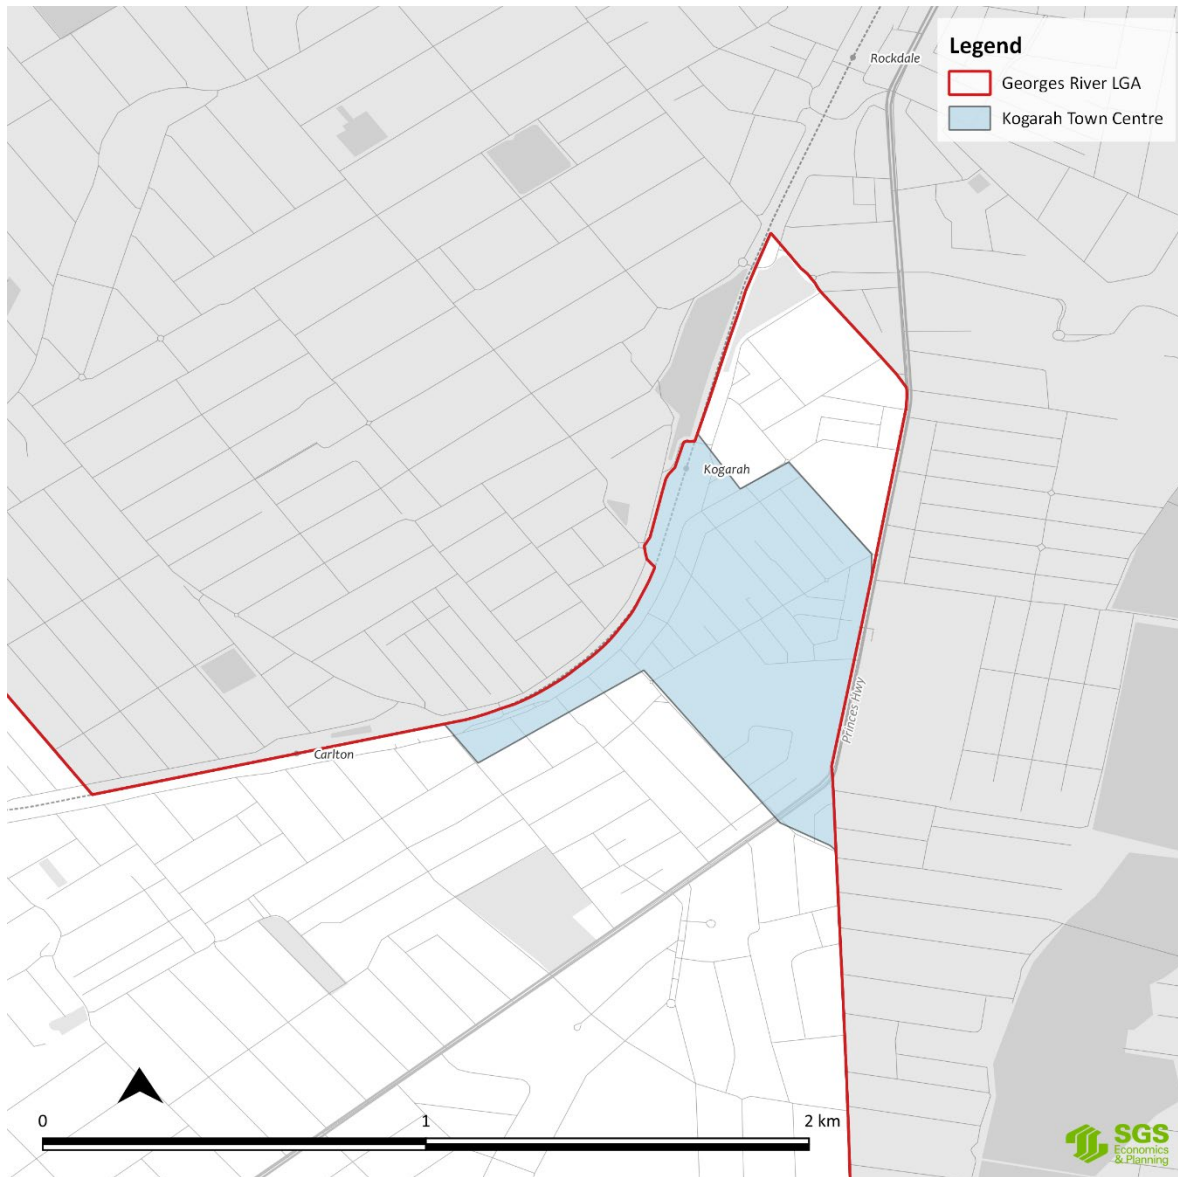 Legend
Georges River LGA
Kogarah Town Centre
Rockdale
Kogarah
Princes Hwy
Carlton
0
1
2 km
SGS
Economics
& Planning